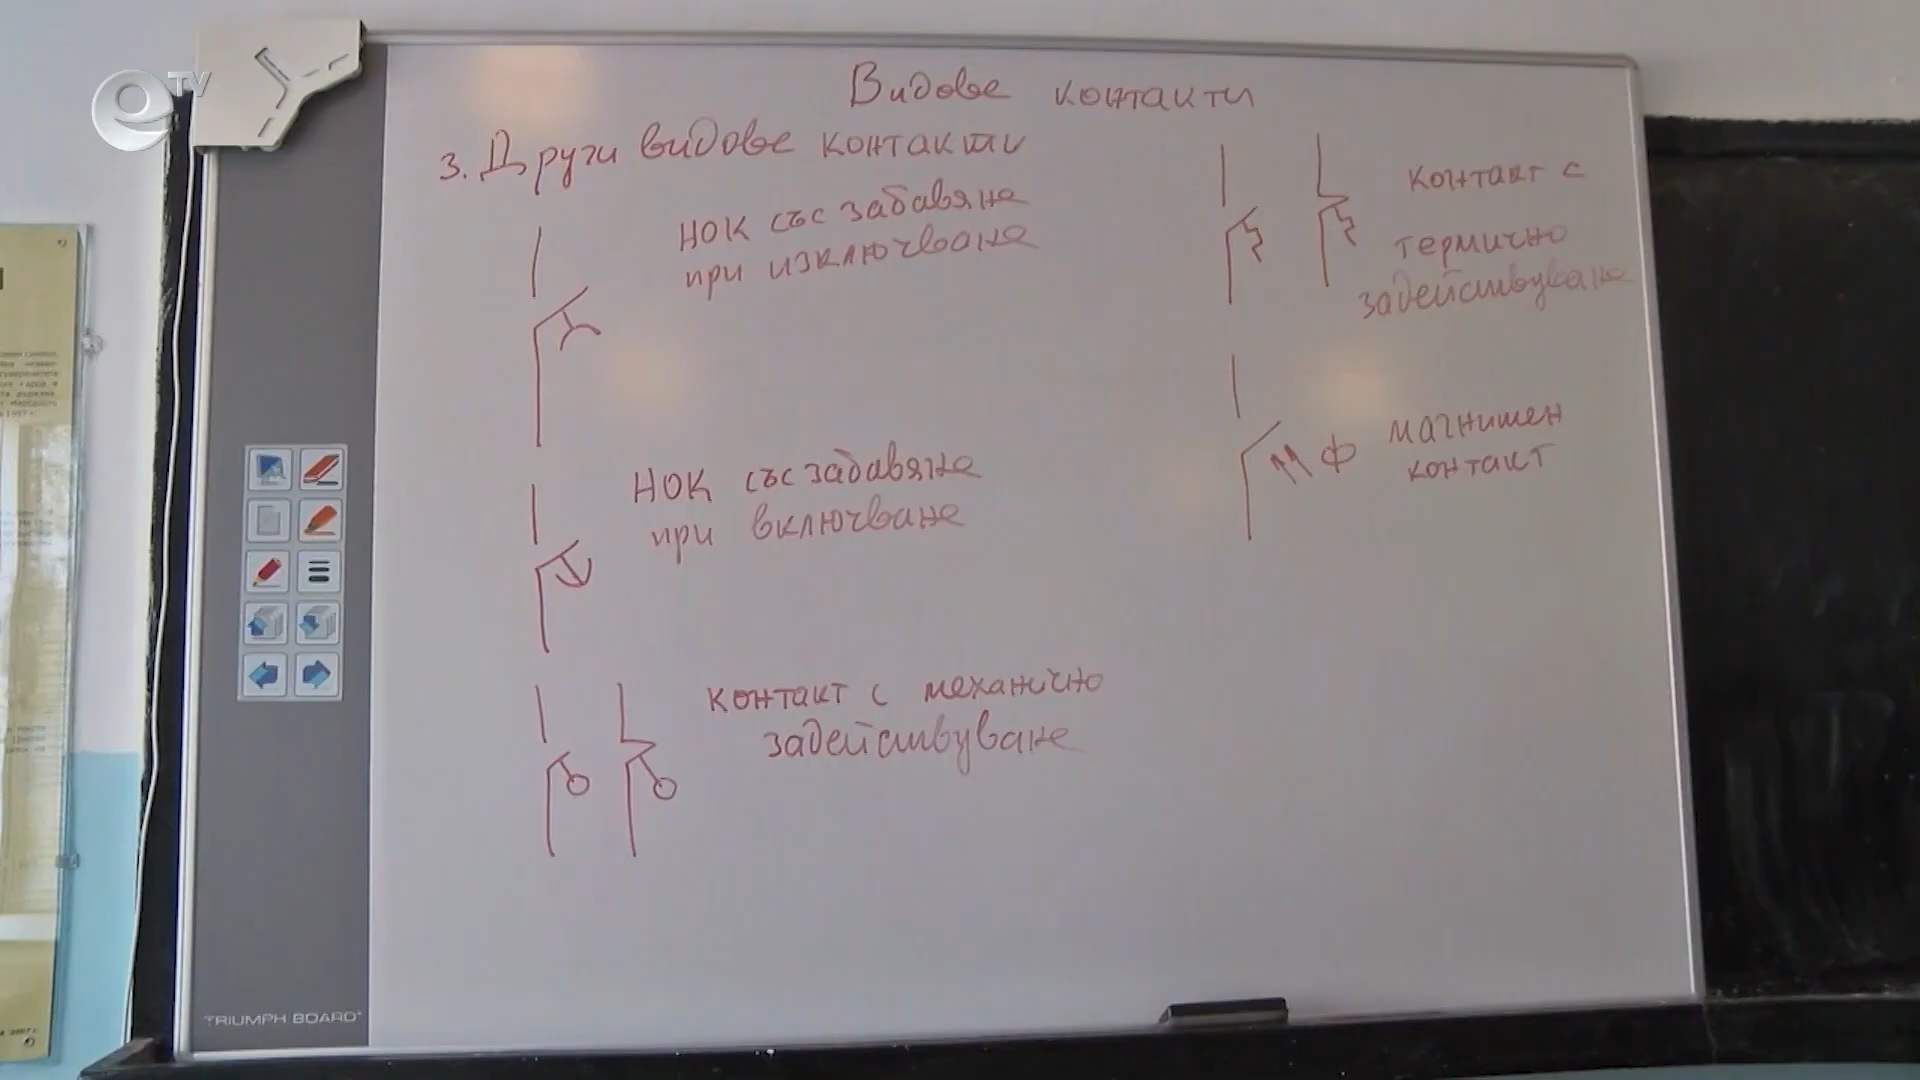 eTV
Видове контакти
3. Други видове контакти
НОК със забавяне
при изключване
НОК със забавяне
при включване
контакт с механично
задействуване
контакт с
термично
задействуване
Ф магнитен
контакт
TRIUMPH BOARD